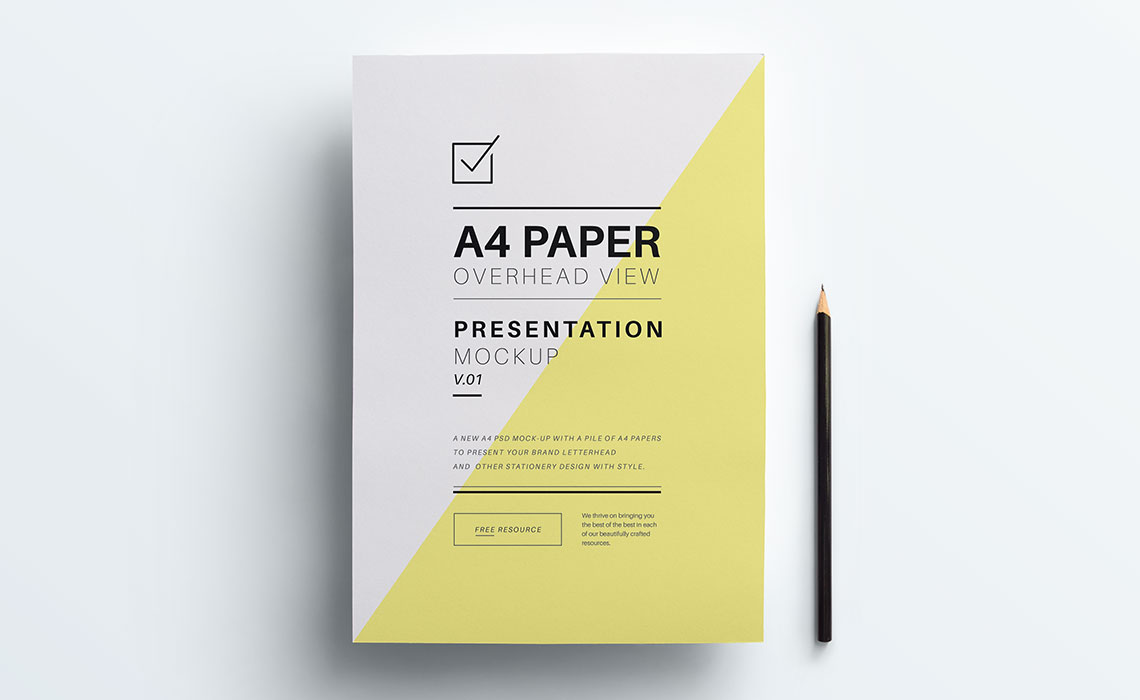 A4 PAPER
OVERHEAD VIEW
PRESENTATION
MOCKUP
V.01
A NEW A4 PSD MOCK-UP WITH A PILE OF A4 PAPERS
TO PRESENT YOUR BRAND LETTERHEAD
AND OTHER STATIONERY DESIGN WITH STYLE.
FREE RESOURCE
We thrive on bringing you
the best of the best in each
of our beautifully crafted
resources.